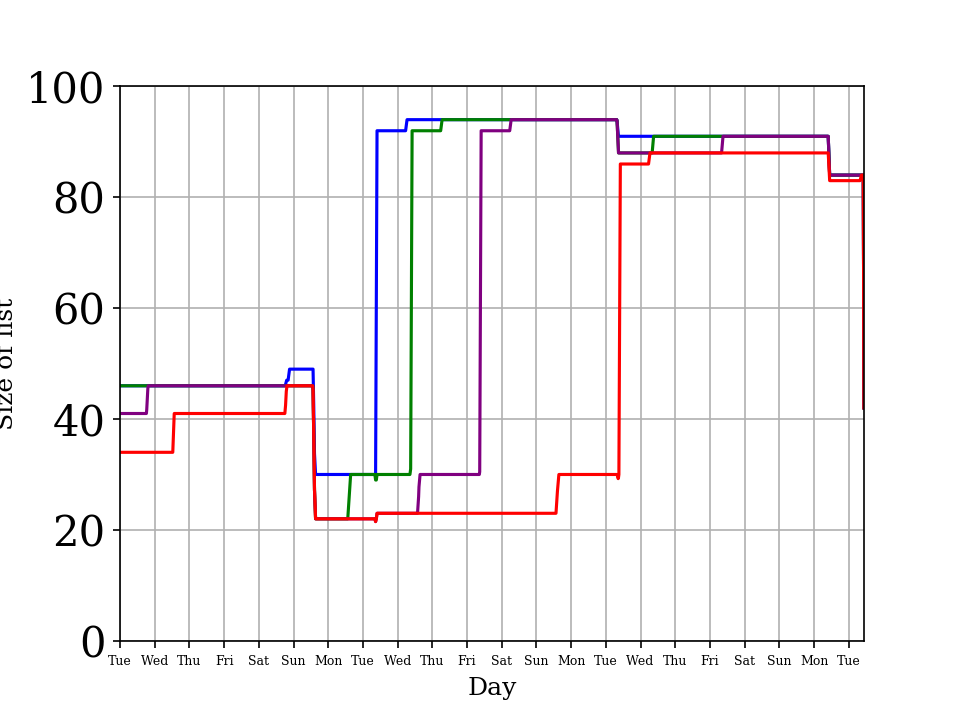 100
80
60
40
20
0
Size of list
Tue Wed Thu Fri Sat Sun Mon Tue Wed Thu Fri Sat Sun Mon Tue Wed Thu Fri Sat Sun Mon Tue
Day